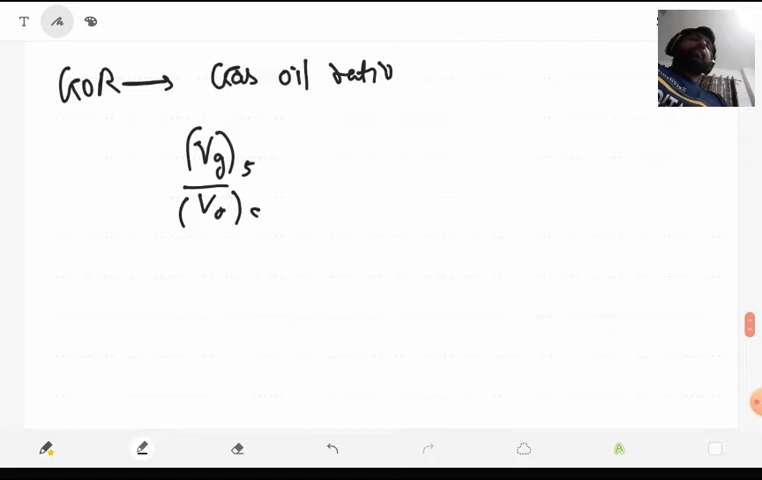 GOR → Gas oil ratio
(Vg)s
(Vo)